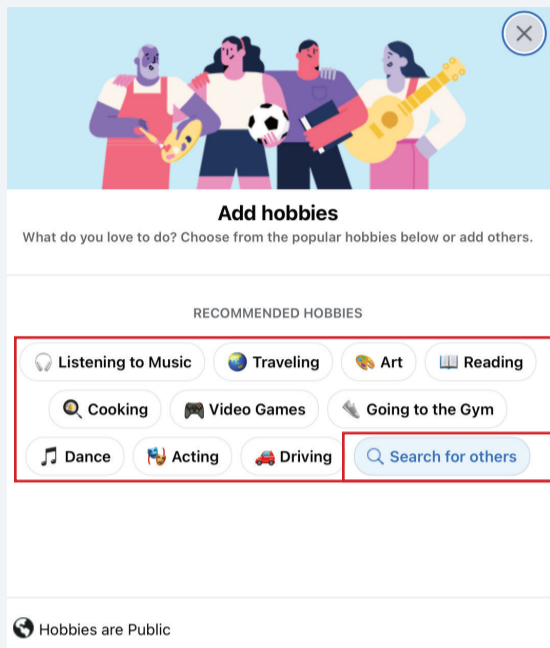 Add hobbies
What do you love to do? Choose from the popular hobbies below or add others.
RECOMMENDED HOBBIES
Listening to Music Traveling Art Reading
Cooking Video Games Going to the Gym
Dance Acting Driving Search for others
Hobbies are Public